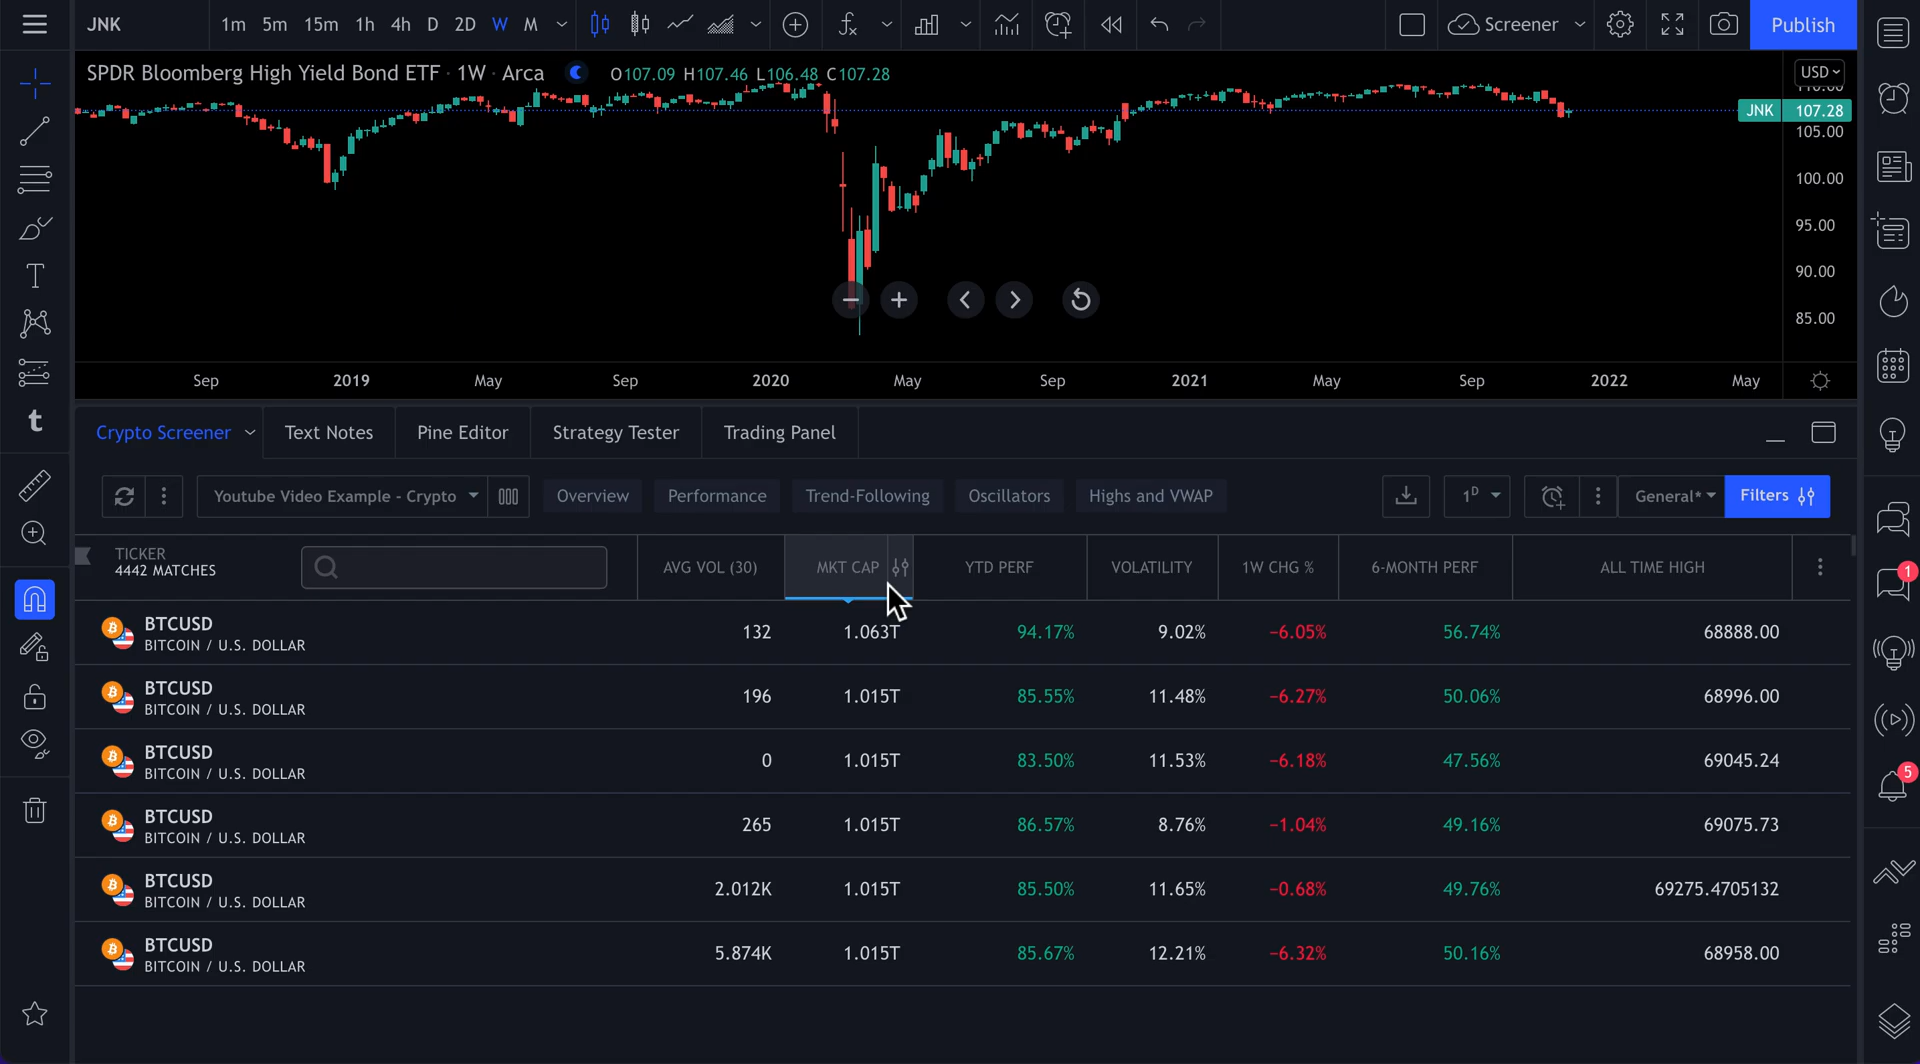 JNK
1m 5m 15m 1h 4h D 2D W M
Screener
Publish
SPDR Bloomberg High Yield Bond ETF · 1W · Arca
O107.09 H107.46 L106.48 C107.28
USD
JNK 107.28
105.00
100.00
95.00
90.00
85.00
Sep 2019 May Sep 2020 May Sep 2021 May Sep 2022 May
Crypto Screener
Text Notes
Pine Editor
Strategy Tester
Trading Panel
Youtube Video Example - Crypto
Overview
Performance
Trend-Following
Oscillators
Highs and VWAP
1D
General*
Filters
TICKER
4442 MATCHES
AVG VOL (30) MKT CAP YTD PERF VOLATILITY 1W CHG % 6-MONTH PERF ALL TIME HIGH
BTCUSD
BITCOIN / U.S. DOLLAR
132 1.063T 94.17% 9.02% −6.05% 56.74% 68888.00
BTCUSD
BITCOIN / U.S. DOLLAR
196 1.015T 85.55% 11.48% −6.27% 50.06% 68996.00
BTCUSD
BITCOIN / U.S. DOLLAR
0 1.015T 83.50% 11.53% −6.18% 47.56% 69045.24
BTCUSD
BITCOIN / U.S. DOLLAR
265 1.015T 86.57% 8.76% −1.04% 49.16% 69075.73
BTCUSD
BITCOIN / U.S. DOLLAR
2.012K 1.015T 85.50% 11.65% −0.68% 49.76% 69275.4705132
BTCUSD
BITCOIN / U.S. DOLLAR
5.874K 1.015T 85.67% 12.21% −6.32% 50.16% 68958.00
1
5